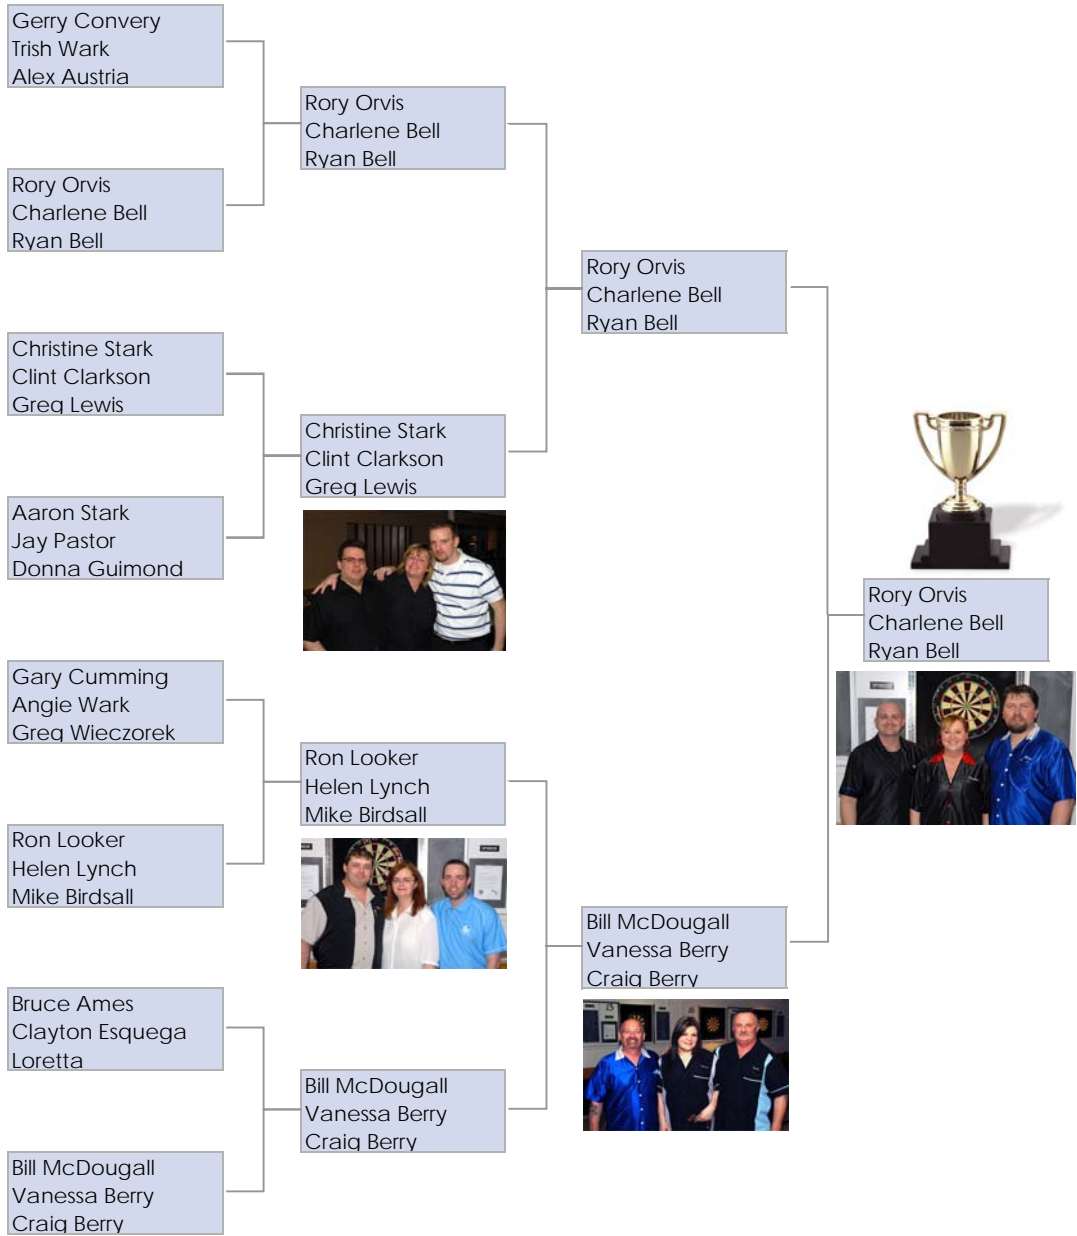 Gerry Convery
Trish Wark
Alex Austria
Rory Orvis
Charlene Bell
Ryan Bell
Christine Stark
Clint Clarkson
Greg Lewis
Aaron Stark
Jay Pastor
Donna Guimond
Gary Cumming
Angie Wark
Greg Wieczorek
Ron Looker
Helen Lynch
Mike Birdsall
Bruce Ames
Clayton Esquega
Loretta
Bill McDougall
Vanessa Berry
Craig Berry
Rory Orvis
Charlene Bell
Ryan Bell
Christine Stark
Clint Clarkson
Greg Lewis
Ron Looker
Helen Lynch
Mike Birdsall
Bill McDougall
Vanessa Berry
Craig Berry
Rory Orvis
Charlene Bell
Ryan Bell
Bill McDougall
Vanessa Berry
Craig Berry
Rory Orvis
Charlene Bell
Ryan Bell